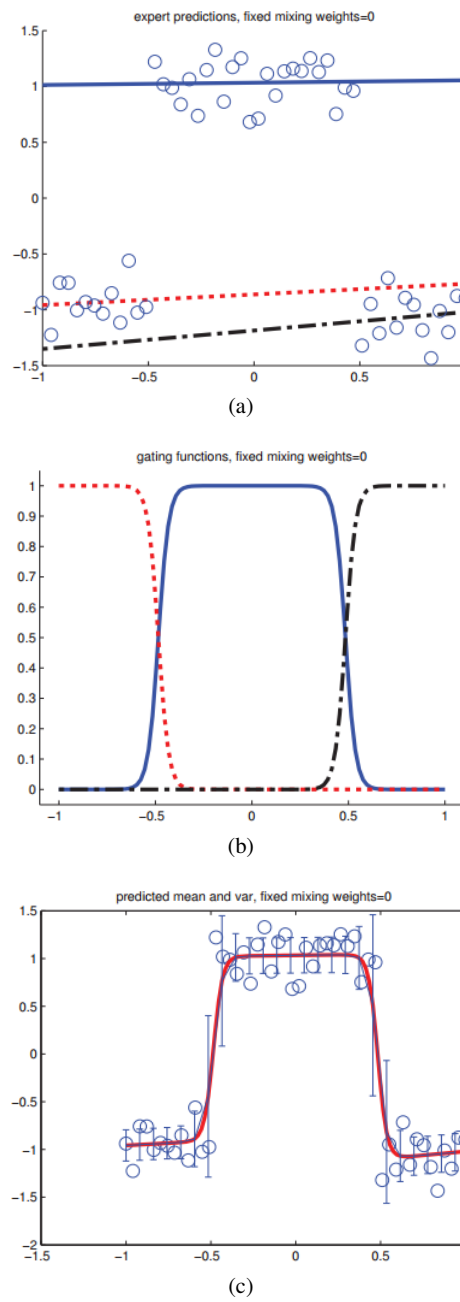 expert predictions, fixed mixing weights=0
1.5
1
0.5
0
−0.5
−1
−1.5
−1 −0.5 0 0.5
(a)
gating functions, fixed mixing weights=0
1
0.9
0.8
0.7
0.6
0.5
0.4
0.3
0.2
0.1
0
−1 −0.5 0 0.5 1
(b)
predicted mean and var, fixed mixing weights=0
1.5
1
0.5
0
−0.5
−1
−1.5
−2
−1.5 −1 −0.5 0 0.5
(c)